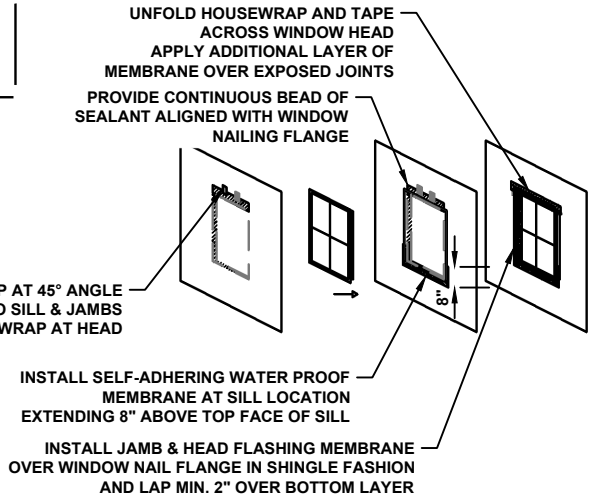 UNFOLD HOUSEWRAP AND TAPE
ACROSS WINDOW HEAD
APPLY ADDITIONAL LAYER OF
MEMBRANE OVER EXPOSED JOINTS
PROVIDE CONTINUOUS BEAD OF
SEALANT ALIGNED WITH WINDOW
NAILING FLANGE
AT 45° ANGLE
SILL & JAMBS
WRAP AT HEAD
8"
INSTALL SELF-ADHERING WATER PROOF
MEMBRANE AT SILL LOCATION
EXTENDING 8" ABOVE TOP FACE OF SILL
INSTALL JAMB & HEAD FLASHING MEMBRANE
OVER WINDOW NAIL FLANGE IN SHINGLE FASHION
AND LAP MIN. 2" OVER BOTTOM LAYER